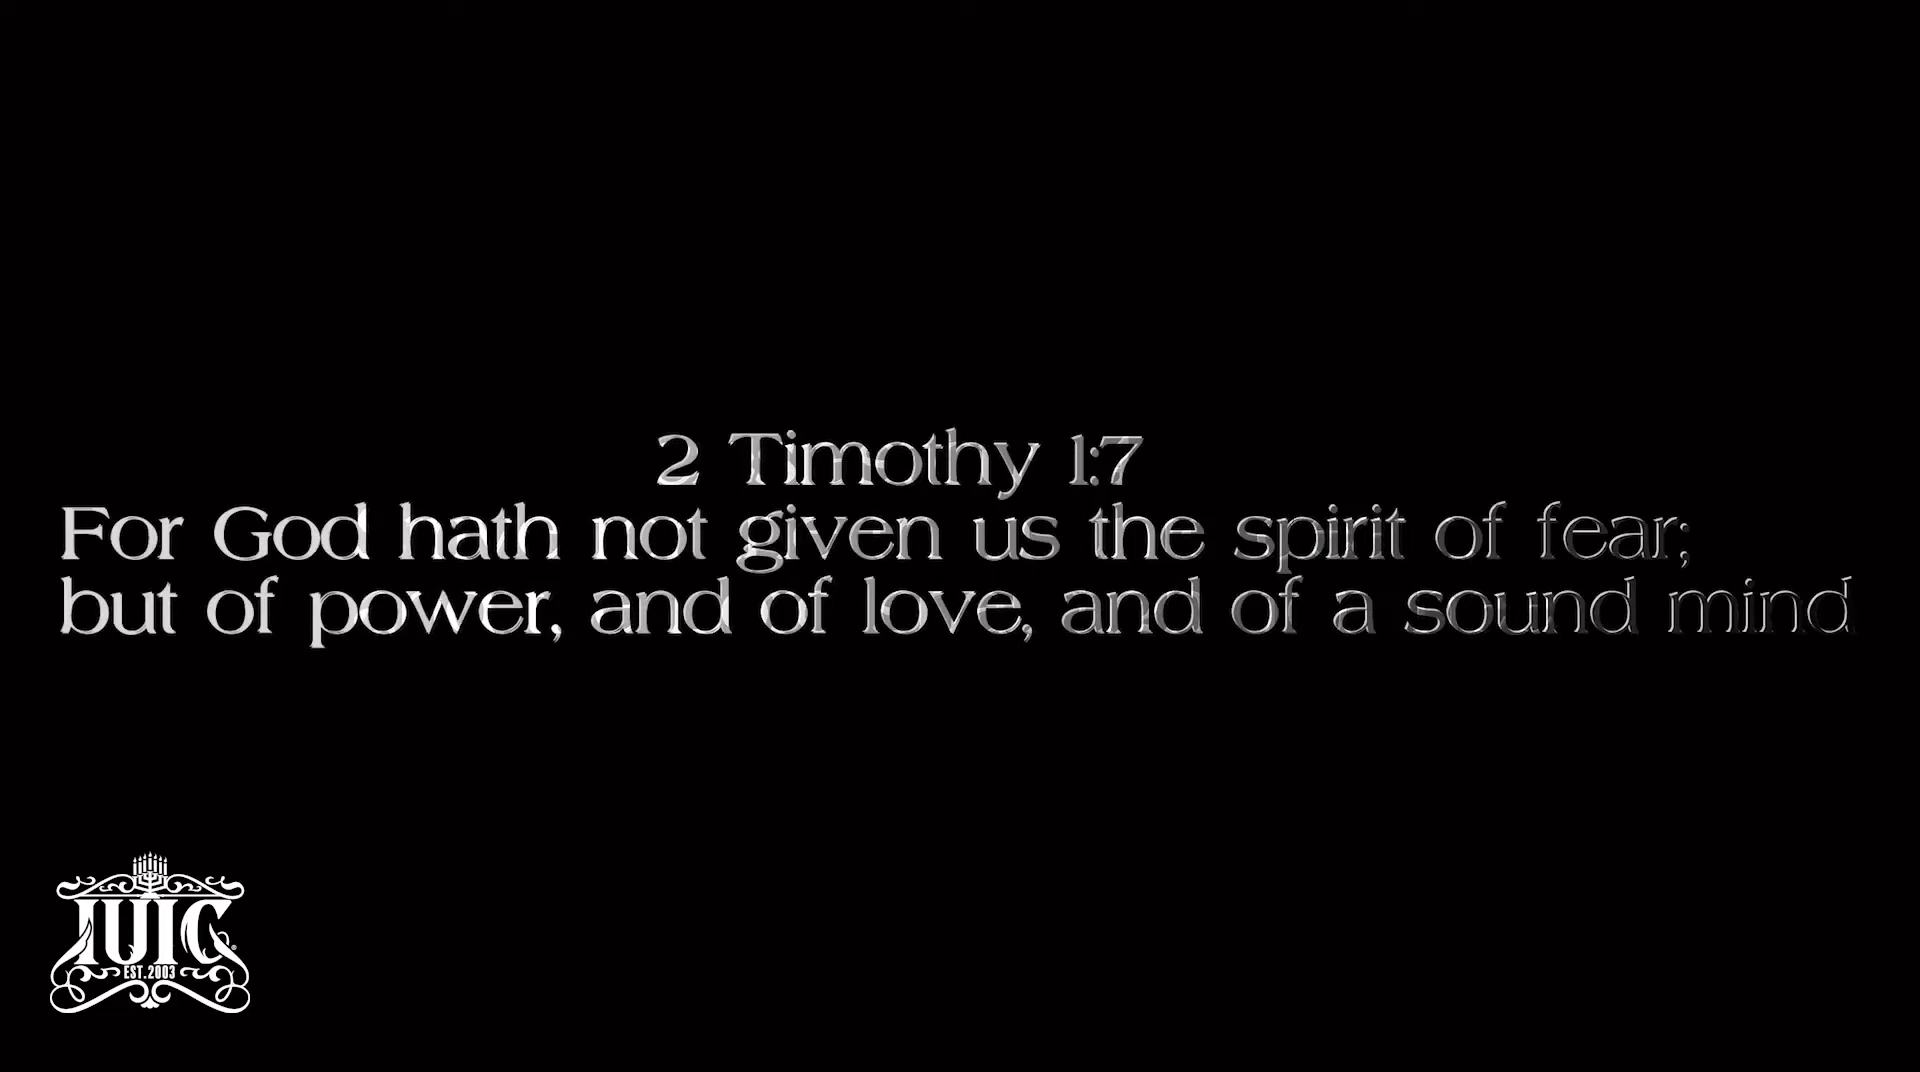 2 Timothy 1:7
For God hath not given us the spirit of fear;
but of power, and of love, and of a sound mind
IUIC
EST. 2003